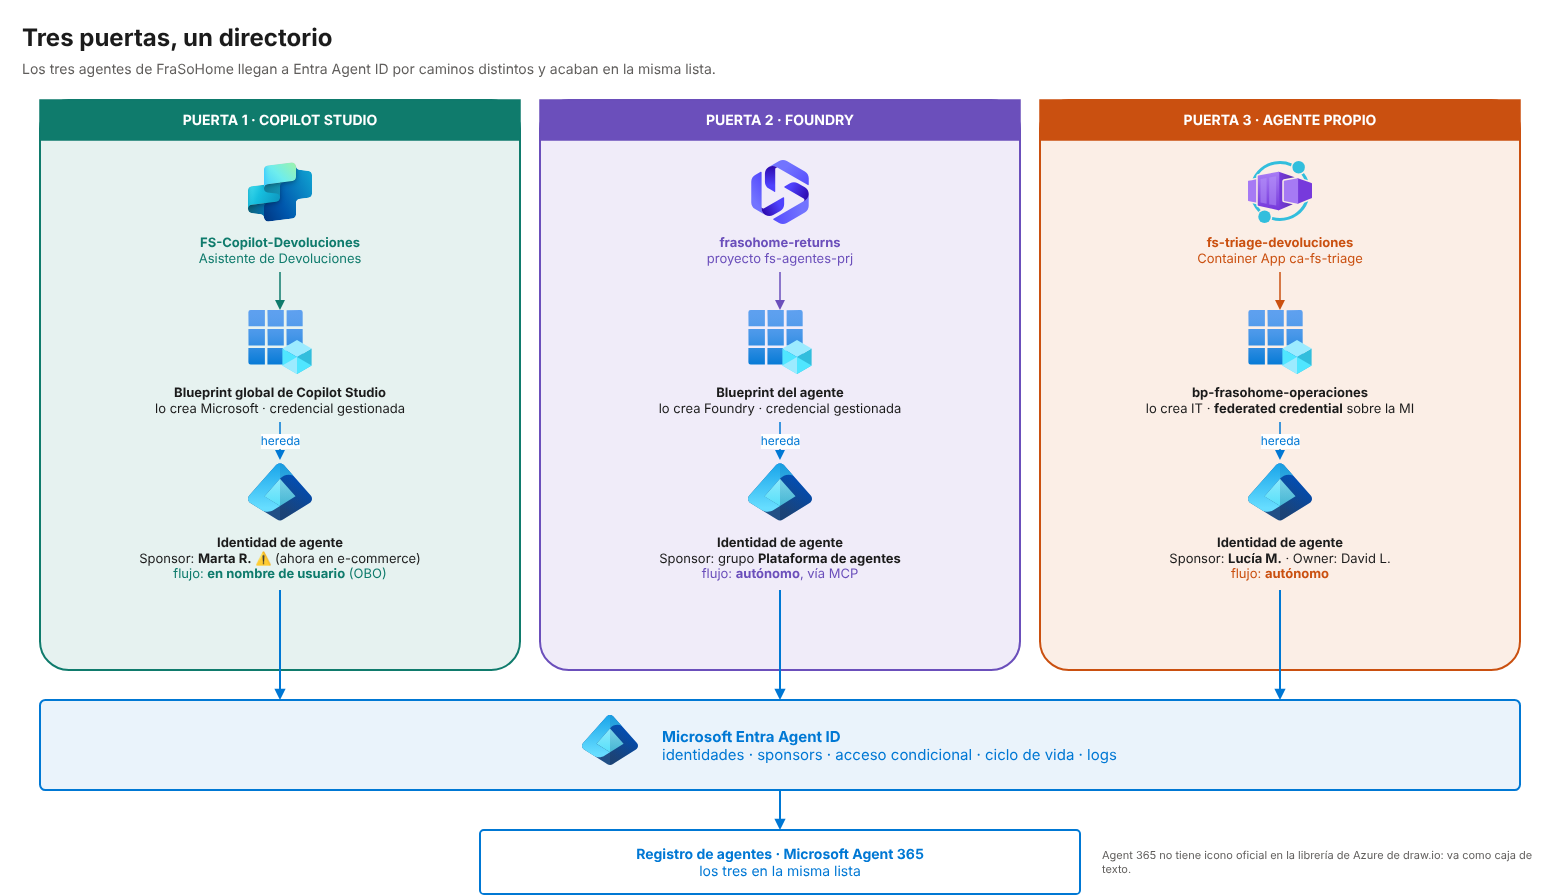 Tres puertas, un directorio
Los tres agentes de FraSoHome llegan a Entra Agent ID por caminos distintos y acaban en la misma lista.
PUERTA 1 · COPILOT STUDIO
FS-Copilot-Devoluciones
Asistente de Devoluciones
Blueprint global de Copilot Studio
lo crea Microsoft · credencial gestionada
hereda
Identidad de agente
Sponsor: Marta R. ⚠️ (ahora en e-commerce)
flujo: en nombre de usuario (OBO)
PUERTA 2 · FOUNDRY
frasohome-returns
proyecto fs-agentes-prj
Blueprint del agente
lo crea Foundry · credencial gestionada
hereda
Identidad de agente
Sponsor: grupo Plataforma de agentes
flujo: autónomo, vía MCP
PUERTA 3 · AGENTE PROPIO
fs-triage-devoluciones
Container App ca-fs-triage
bp-frasohome-operaciones
lo crea IT · federated credential sobre la MI
hereda
Identidad de agente
Sponsor: Lucía M. · Owner: David L.
flujo: autónomo
Microsoft Entra Agent ID
identidades · sponsors · acceso condicional · ciclo de vida · logs
Registro de agentes · Microsoft Agent 365
los tres en la misma lista
Agent 365 no tiene icono oficial en la librería de Azure de draw.io: va como caja de
texto.